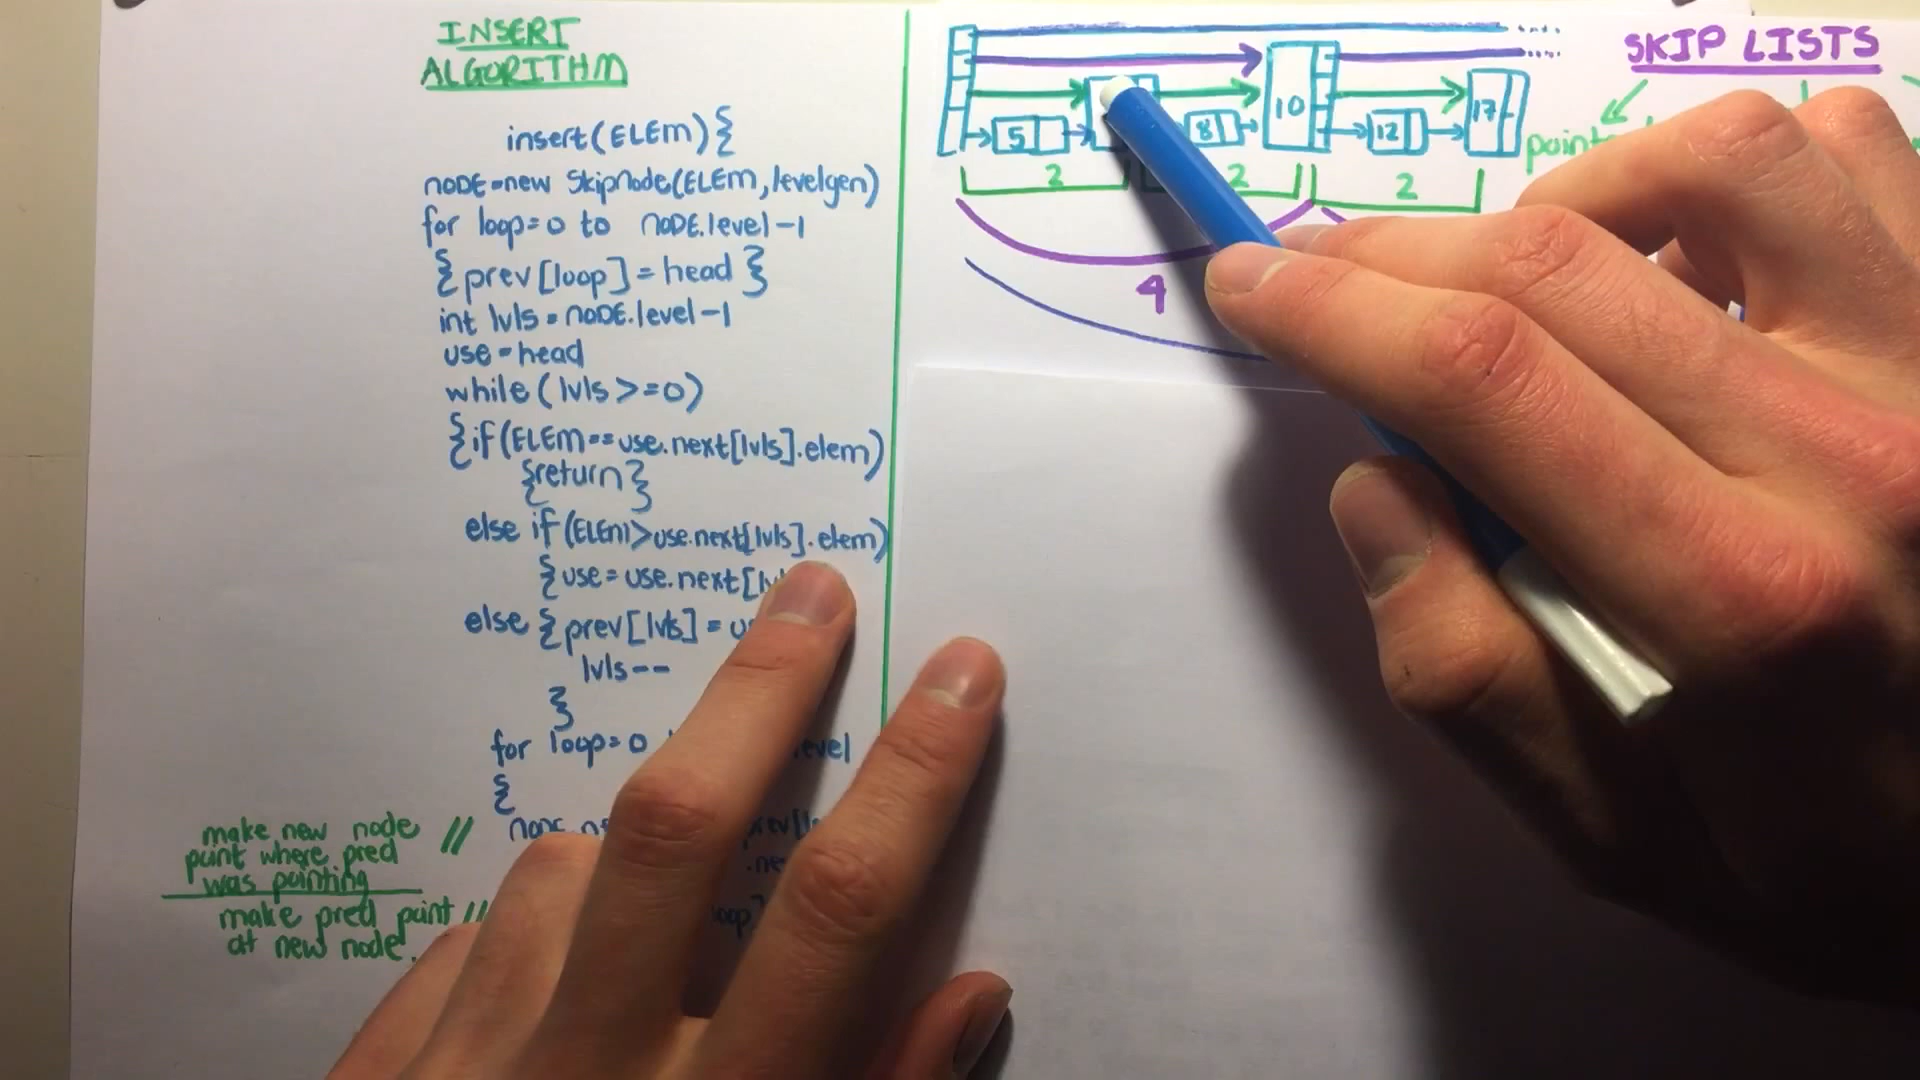 INSERT
ALGORITHM
insert(ELEM){
NODE=new SkipNode(ELEM,levelgen)
for loop=0 to NODE.level-1
{prev[loop]=head}
int lvls=NODE.level-1
use=head
while(lvls>=0)
{if(ELEM==use.next[lvls].elem)
{return}
else if(ELEM>use.next[lvls].elem)
{use=use.next[
else {prev[lvls]=
lvls--
}
for loop=0
{
make new node //
point where pred
was pointing
make pred point //
at new node.
SKIP LISTS
5 8 10 12 17
2 2 2
4